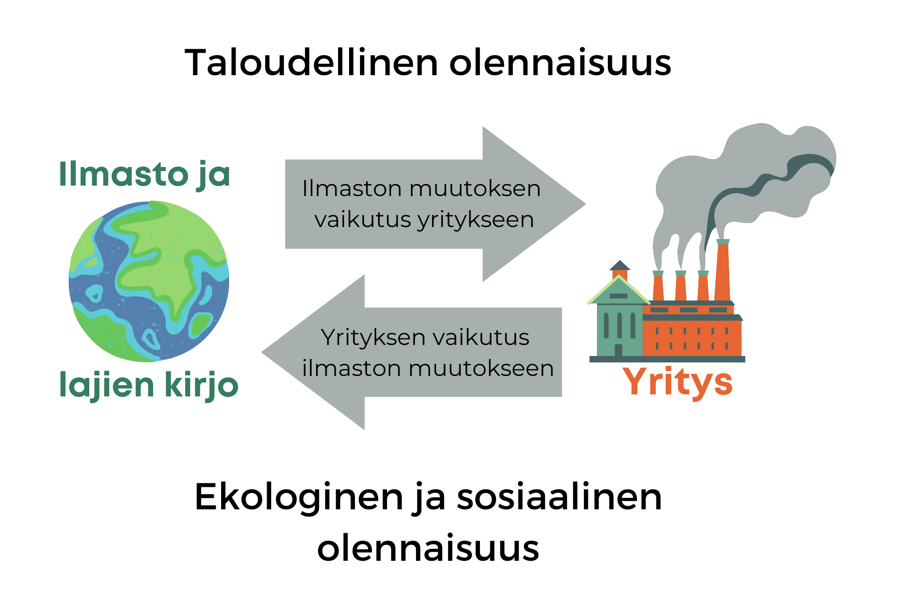 Taloudellinen olennaisuus
Ilmasto ja
lajien kirjo
Ilmaston muutoksen
vaikutus yritykseen
Yrityksen vaikutus
ilmaston muutokseen
Yritys
Ekologinen ja sosiaalinen
olennaisuus